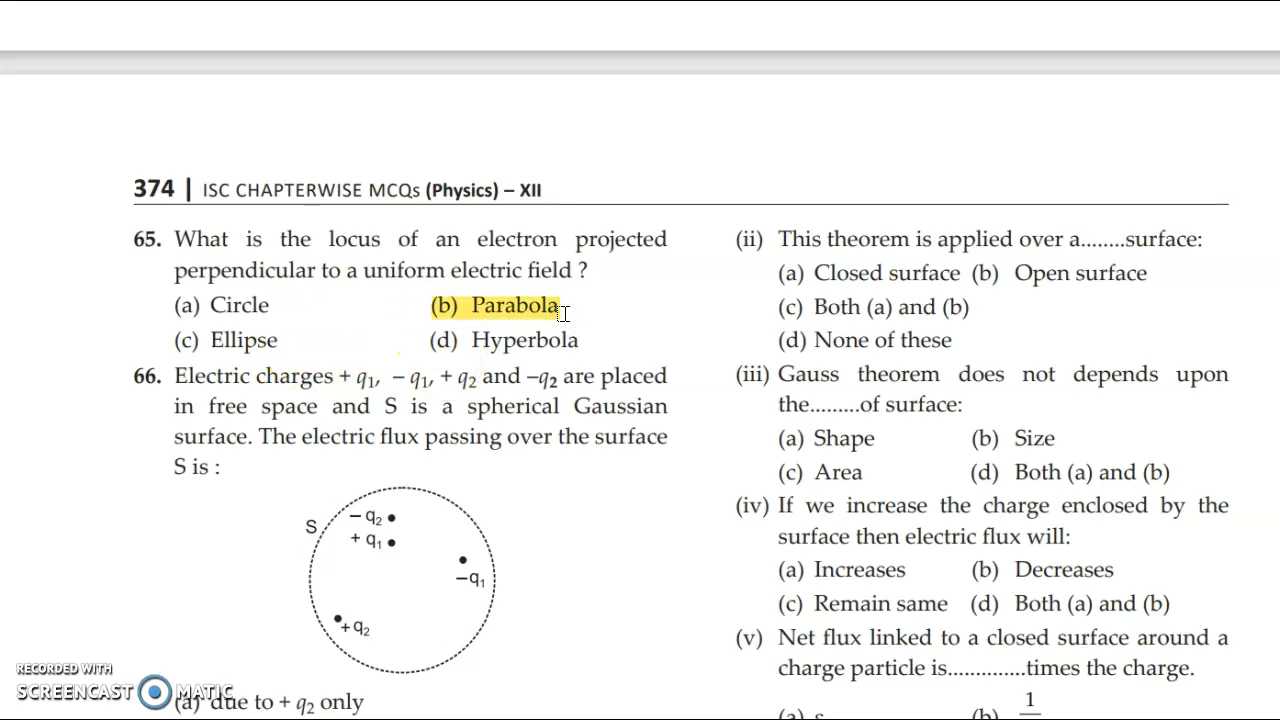 374 | ISC CHAPTERWISE MCQs (Physics) – XII
65. What is the locus of an electron projected
perpendicular to a uniform electric field ?
(a) Circle (b) Parabola
(c) Ellipse (d) Hyperbola
66. Electric charges + q₁, – q₁, + q₂ and –q₂ are placed
in free space and S is a spherical Gaussian
surface. The electric flux passing over the surface
S is :
S
– q₂
+ q₁
–q₁
+ q₂
(a) due to + q₂ only
(ii) This theorem is applied over a........surface:
(a) Closed surface (b) Open surface
(c) Both (a) and (b)
(d) None of these
(iii) Gauss theorem does not depends upon
the.........of surface:
(a) Shape (b) Size
(c) Area (d) Both (a) and (b)
(iv) If we increase the charge enclosed by the
surface then electric flux will:
(a) Increases (b) Decreases
(c) Remain same (d) Both (a) and (b)
(v) Net flux linked to a closed surface around a
charge particle is..............times the charge.
(a) (b) 1
RECORDED WITH
SCREENCAST MATIC